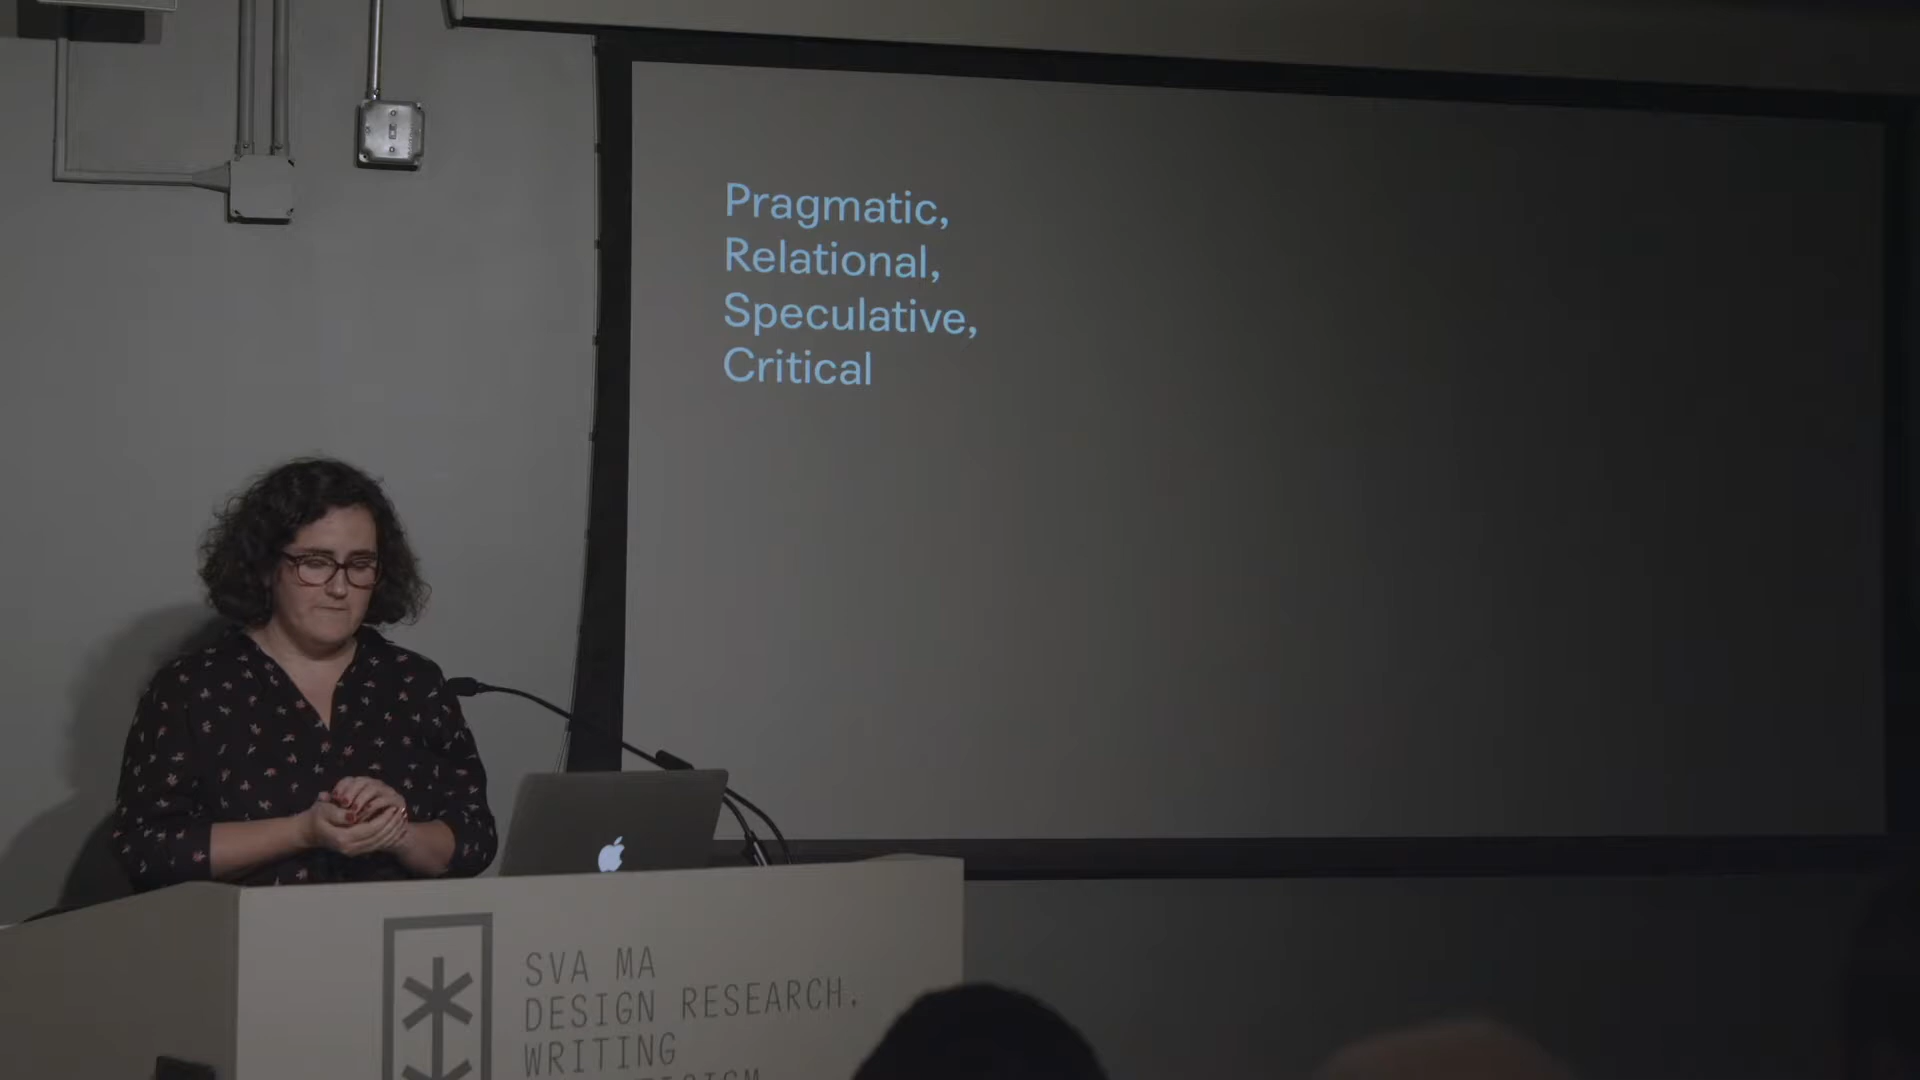 Pragmatic,
Relational,
Speculative,
Critical
SVA MA
DESIGN RESEARCH.
WRITING